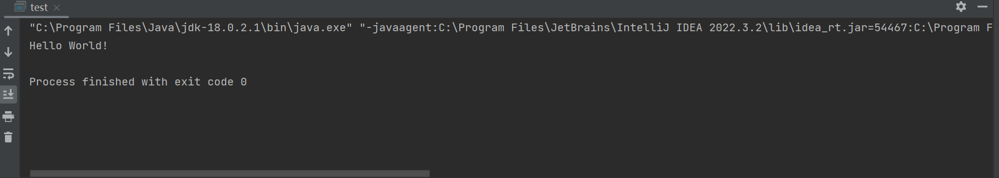 test
"C:\Program Files\Java\jdk-18.0.2.1\bin\java.exe" "-javaagent:C:\Program Files\JetBrains\IntelliJ IDEA 2022.3.2\lib\idea_rt.jar=54467:C:\Program F
Hello World!
Process finished with exit code 0